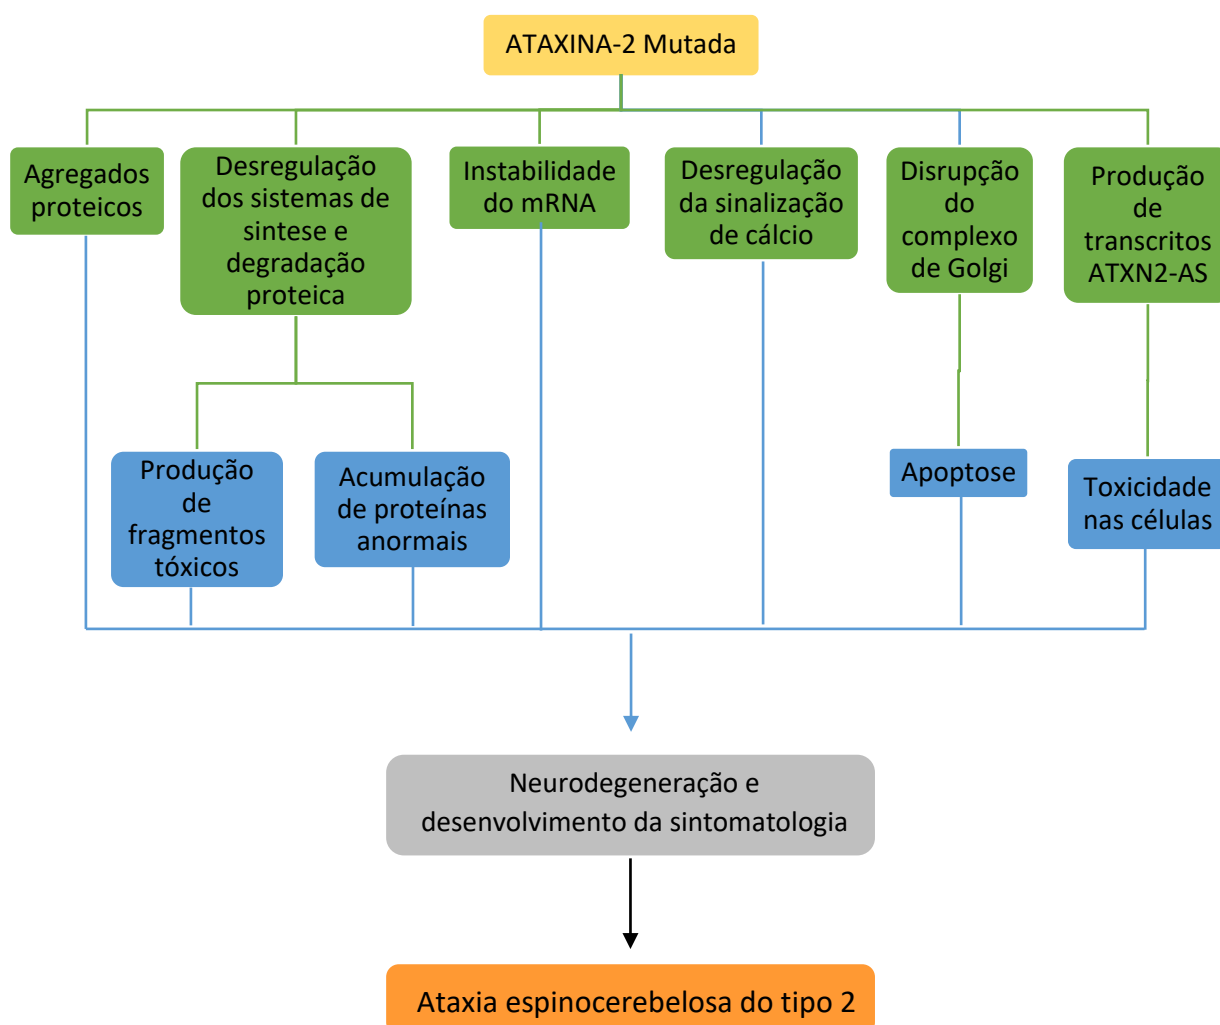 ATAXINA-2 Mutada
Agregados
proteicos
Desregulação
dos sistemas de
sintese e
degradação
proteica
Instabilidade
do mRNA
Desregulação
da sinalização
de cálcio
Disrupção
do
complexo
de Golgi
Produção
de
transcritos
ATXN2-AS
Produção
de
fragmentos
tóxicos
Acumulação
de proteínas
anormais
Apoptose
Toxicidade
nas células
Neurodegeneração e
desenvolvimento da sintomatologia
Ataxia espinocerebelosa do tipo 2